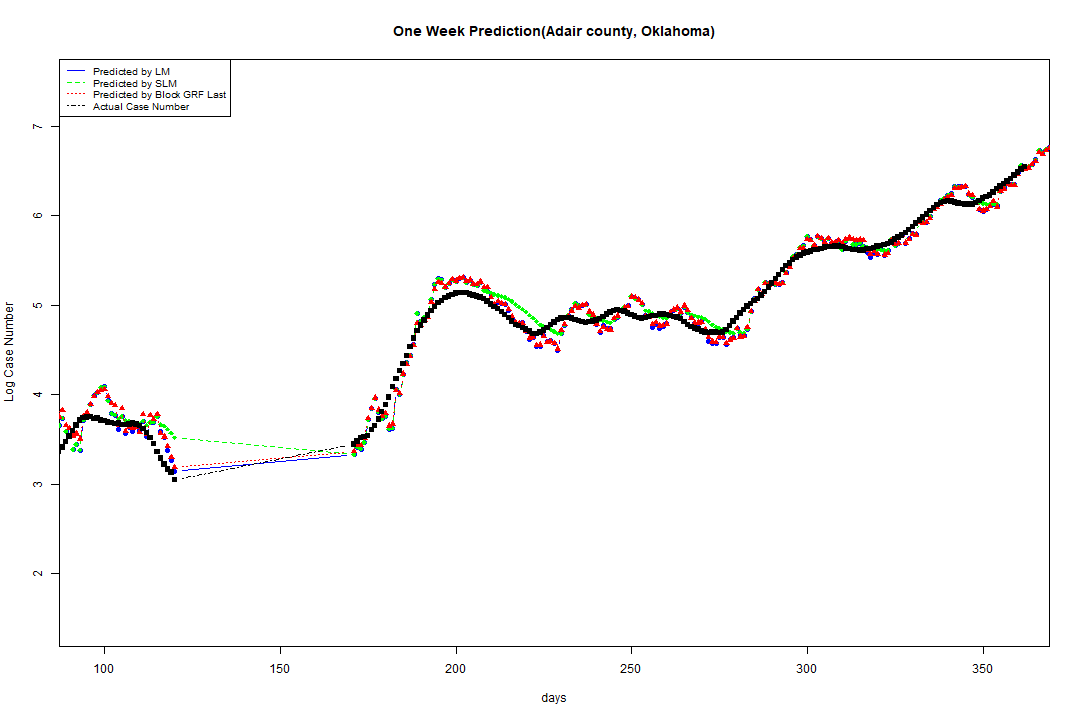 One Week Prediction(Adair county, Oklahoma)
Predicted by LM
Predicted by SLM
Predicted by Block GRF Last
Actual Case Number
7
6
5
4
3
2
Log Case Number
100 150 200 250 300 350
days